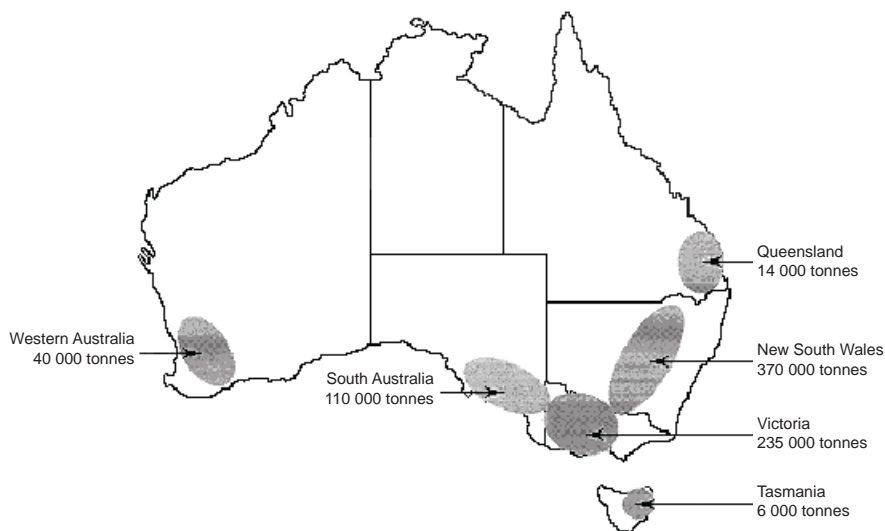 Queensland
14 000 tonnes
Western Australia
40 000 tonnes
New South Wales
370 000 tonnes
South Australia
110 000 tonnes
Victoria
235 000 tonnes
Tasmania
6 000 tonnes